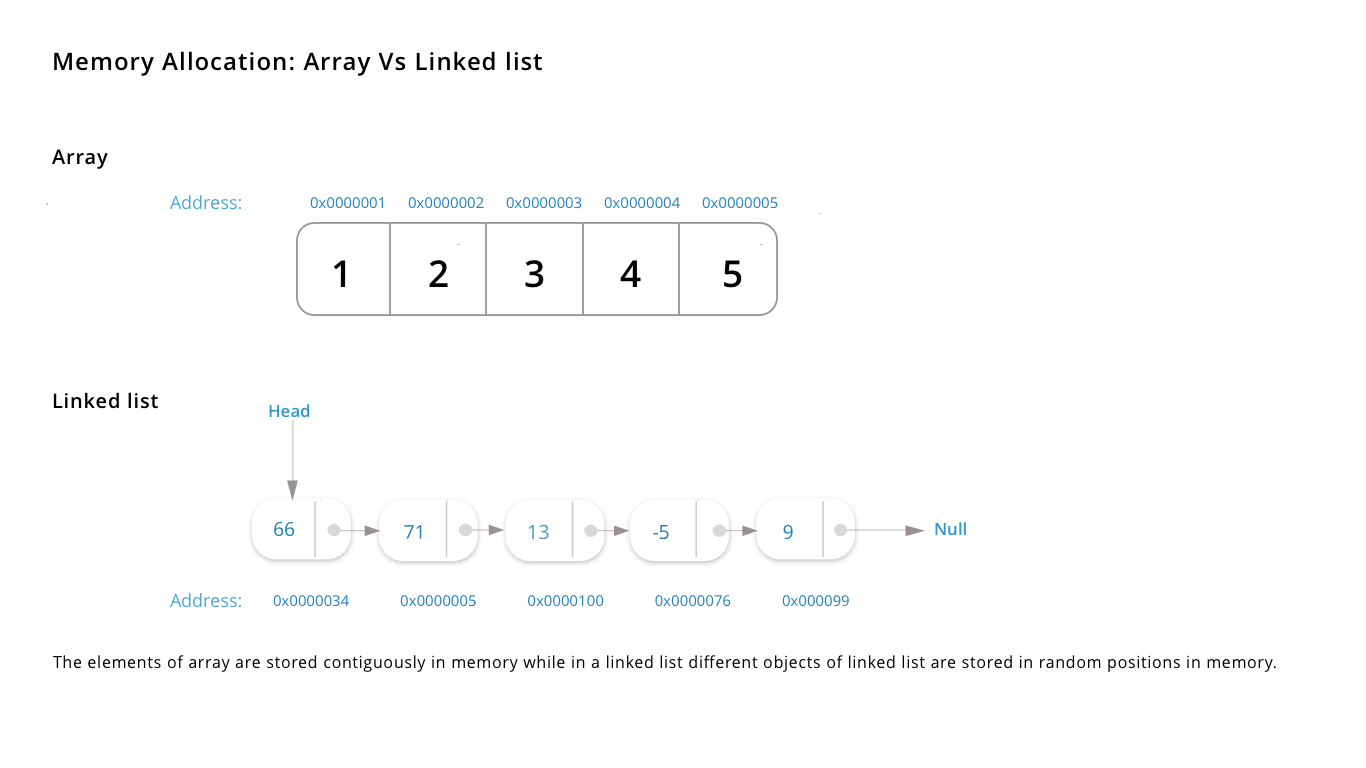 Memory Allocation: Array Vs Linked list
Array
Address: 0x0000001 0x0000002 0x0000003 0x0000004 0x0000005
1 2 3 4 5
Linked list
Head
66 71 13 -5 9 Null
Address: 0x0000034 0x0000005 0x0000100 0x0000076 0x000099
The elements of array are stored contiguously in memory while in a linked list different objects of linked list are stored in random positions in memory.